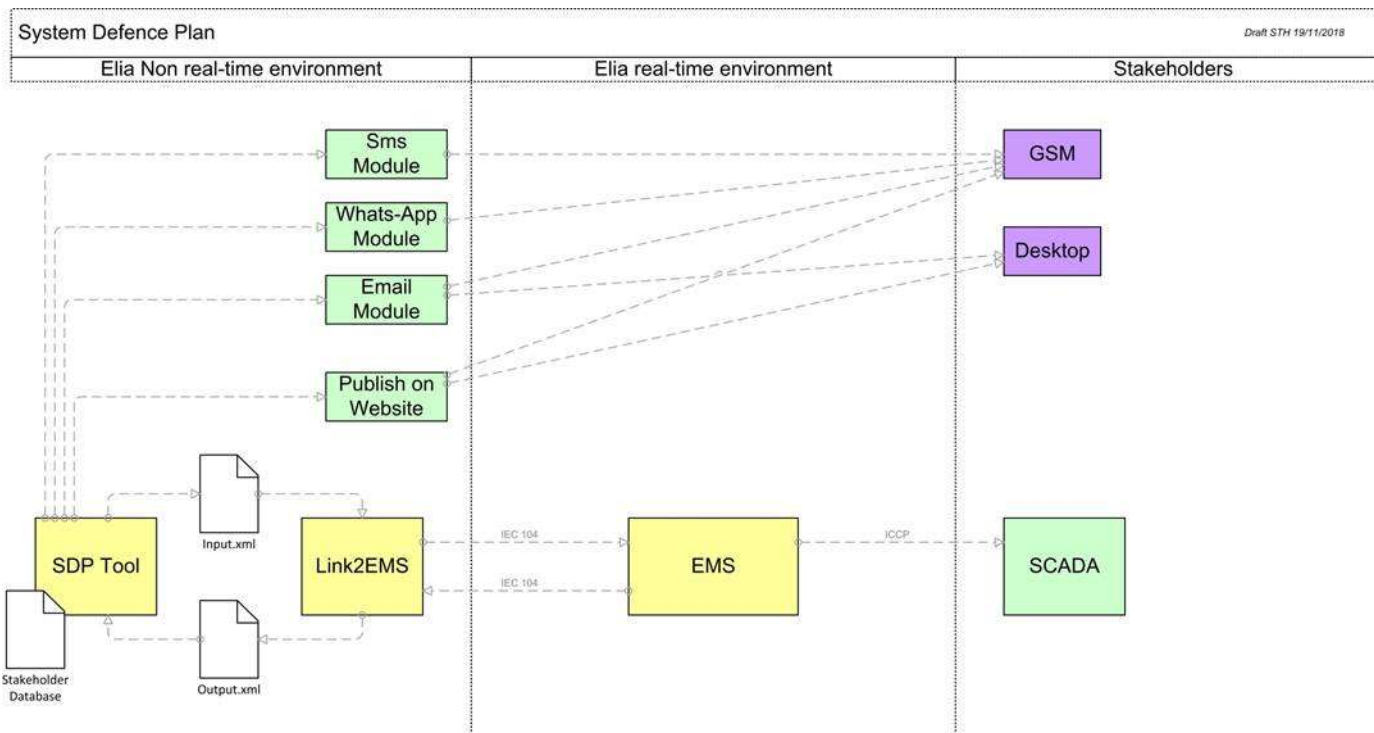 System Defence Plan
Draft STH 19/11/2018
Elia Non real-time environment
Elia real-time environment
Stakeholders
Sms
Module
GSM
Whats-App
Module
Desktop
Email
Module
Publish on
Website
Input.xml
SDP Tool
Link2EMS
IEC 104
IEC 104
EMS
ICCP
SCADA
Stakeholder
Database
Output.xml